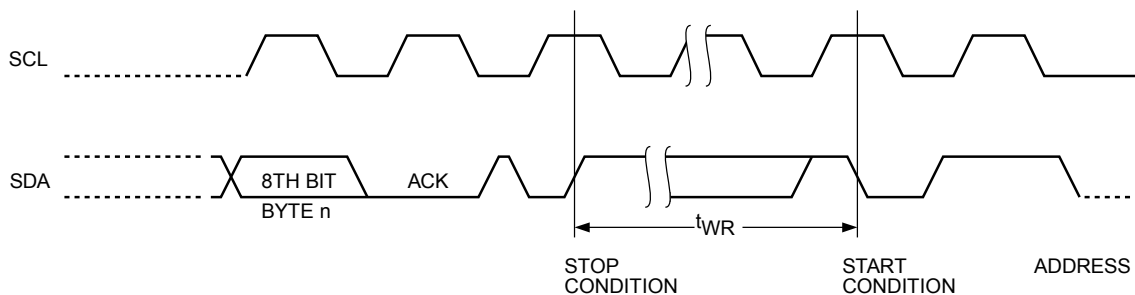 SCL
SDA
8TH BIT
ACK
BYTE n
tWR
STOP
CONDITION
START
CONDITION
ADDRESS